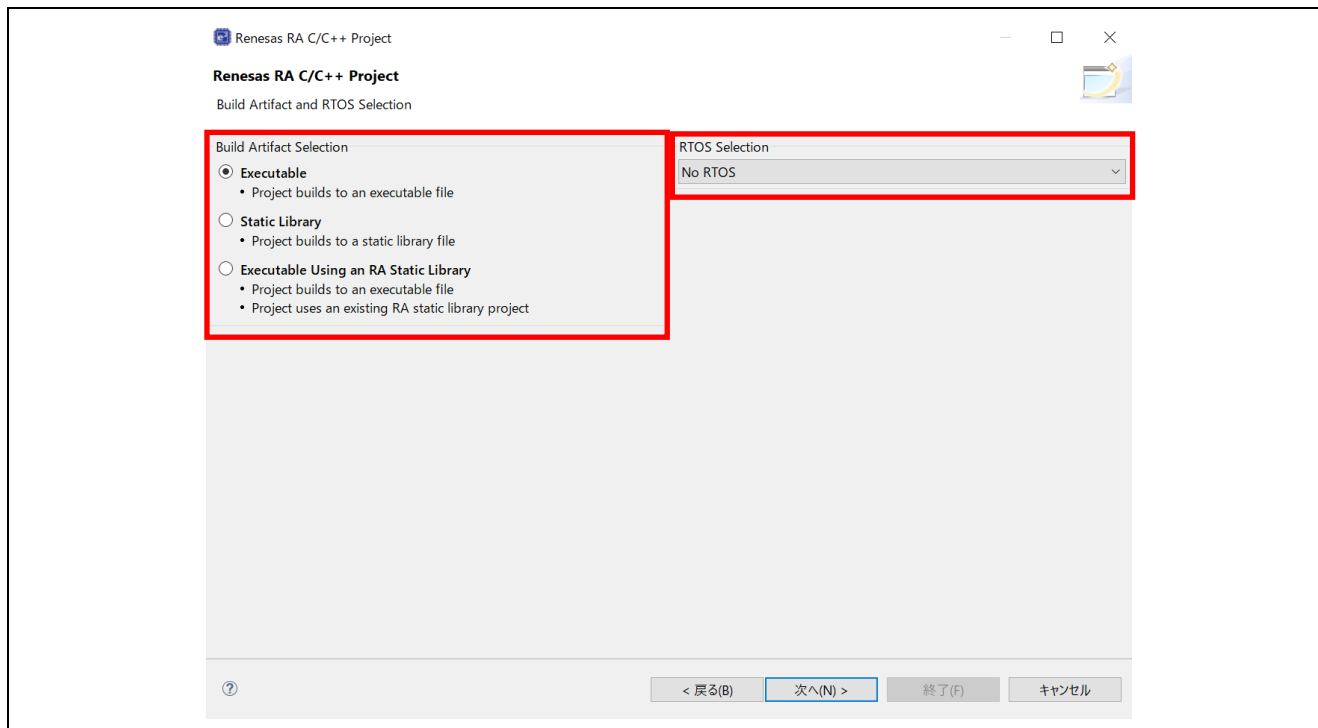 Renesas RA C/C++ Project
Renesas RA C/C++ Project
Build Artifact and RTOS Selection
Build Artifact Selection
Executable
• Project builds to an executable file
Static Library
• Project builds to a static library file
Executable Using an RA Static Library
• Project builds to an executable file
• Project uses an existing RA static library project
RTOS Selection
No RTOS
< 戻る(B) 次へ(N) > 終了(F) キャンセル